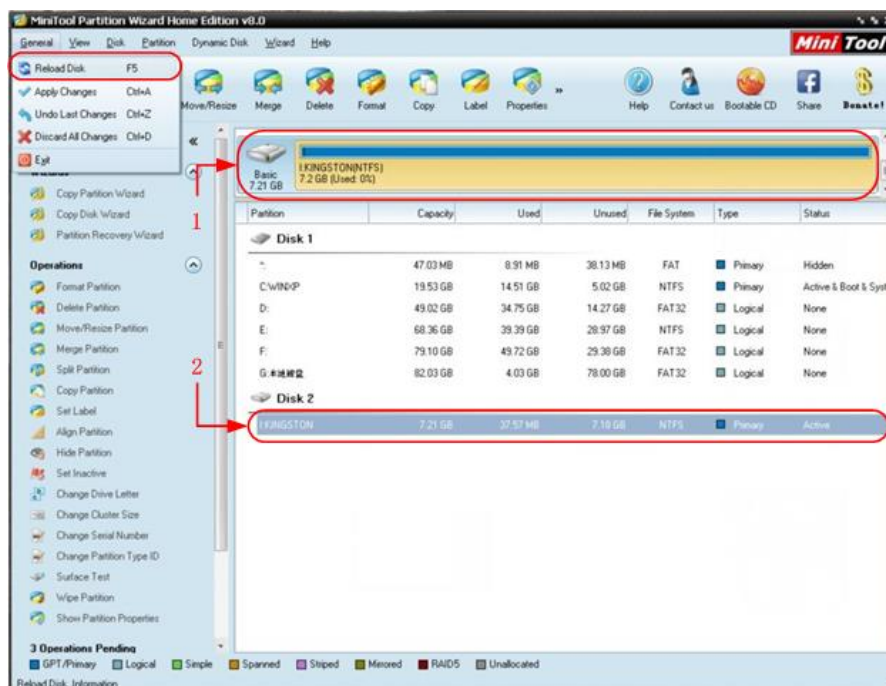 MiniTool Partition Wizard Home Edition v8.0
General View Disk Partition Dynamic Disk Wizard Help
Mini Tool
Reload Disk F5
Apply Changes Ctrl+A
Undo Last Changes Ctrl+Z
Discard All Changes Ctrl+D
Exit
Move/Resize Merge Delete Format Copy Label Properties » Help Contact us Bootable CD Share Donate!
«
Basic
7.21 GB
I:KINGSTON(NTFS)
7.2 GB (Used: 0%)
1
Wizards
Copy Partition Wizard
Copy Disk Wizard
Partition Recovery Wizard
Operations
Format Partition
Delete Partition
Move/Resize Partition
Merge Partition
Split Partition
Copy Partition
Set Label
Align Partition
Hide Partition
Set Inactive
Change Drive Letter
Change Cluster Size
Change Serial Number
Change Partition Type ID
Surface Test
Wipe Partition
Show Partition Properties
3 Operations Pending
2
Partition Capacity Used Unused File System Type Status
Disk 1
*: 47.03 MB 8.91 MB 38.13 MB FAT Primary Hidden
C:WINXP 19.53 GB 14.51 GB 5.02 GB NTFS Primary Active & Boot & Syst
D: 49.02 GB 34.75 GB 14.27 GB FAT32 Logical None
E: 68.36 GB 39.39 GB 28.97 GB NTFS Logical None
F: 79.10 GB 49.72 GB 29.38 GB FAT32 Logical None
G:本地磁盘 82.03 GB 4.03 GB 78.00 GB FAT32 Logical None
Disk 2
I:KINGSTON 7.21 GB 37.57 MB 7.18 GB NTFS Primary Active
GPT/Primary Logical Simple Spanned Striped Mirrored RAID5 Unallocated
Reload Disk Information